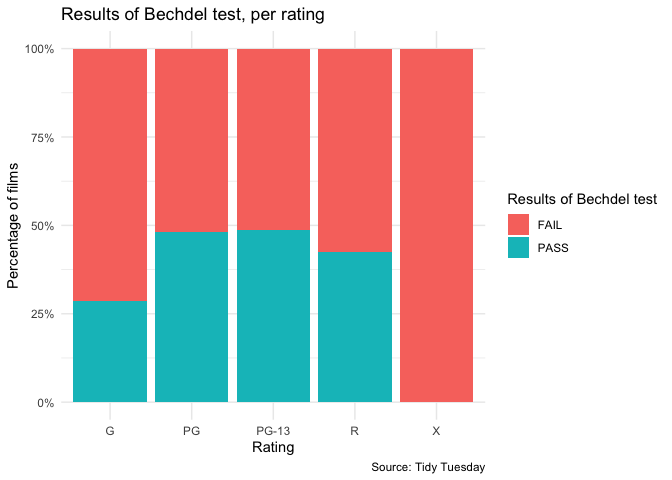 Results of Bechdel test, per rating
Percentage of films
100%
75%
50%
25%
0%
G PG PG-13 R X
Rating
Results of Bechdel test
FAIL
PASS
Source: Tidy Tuesday